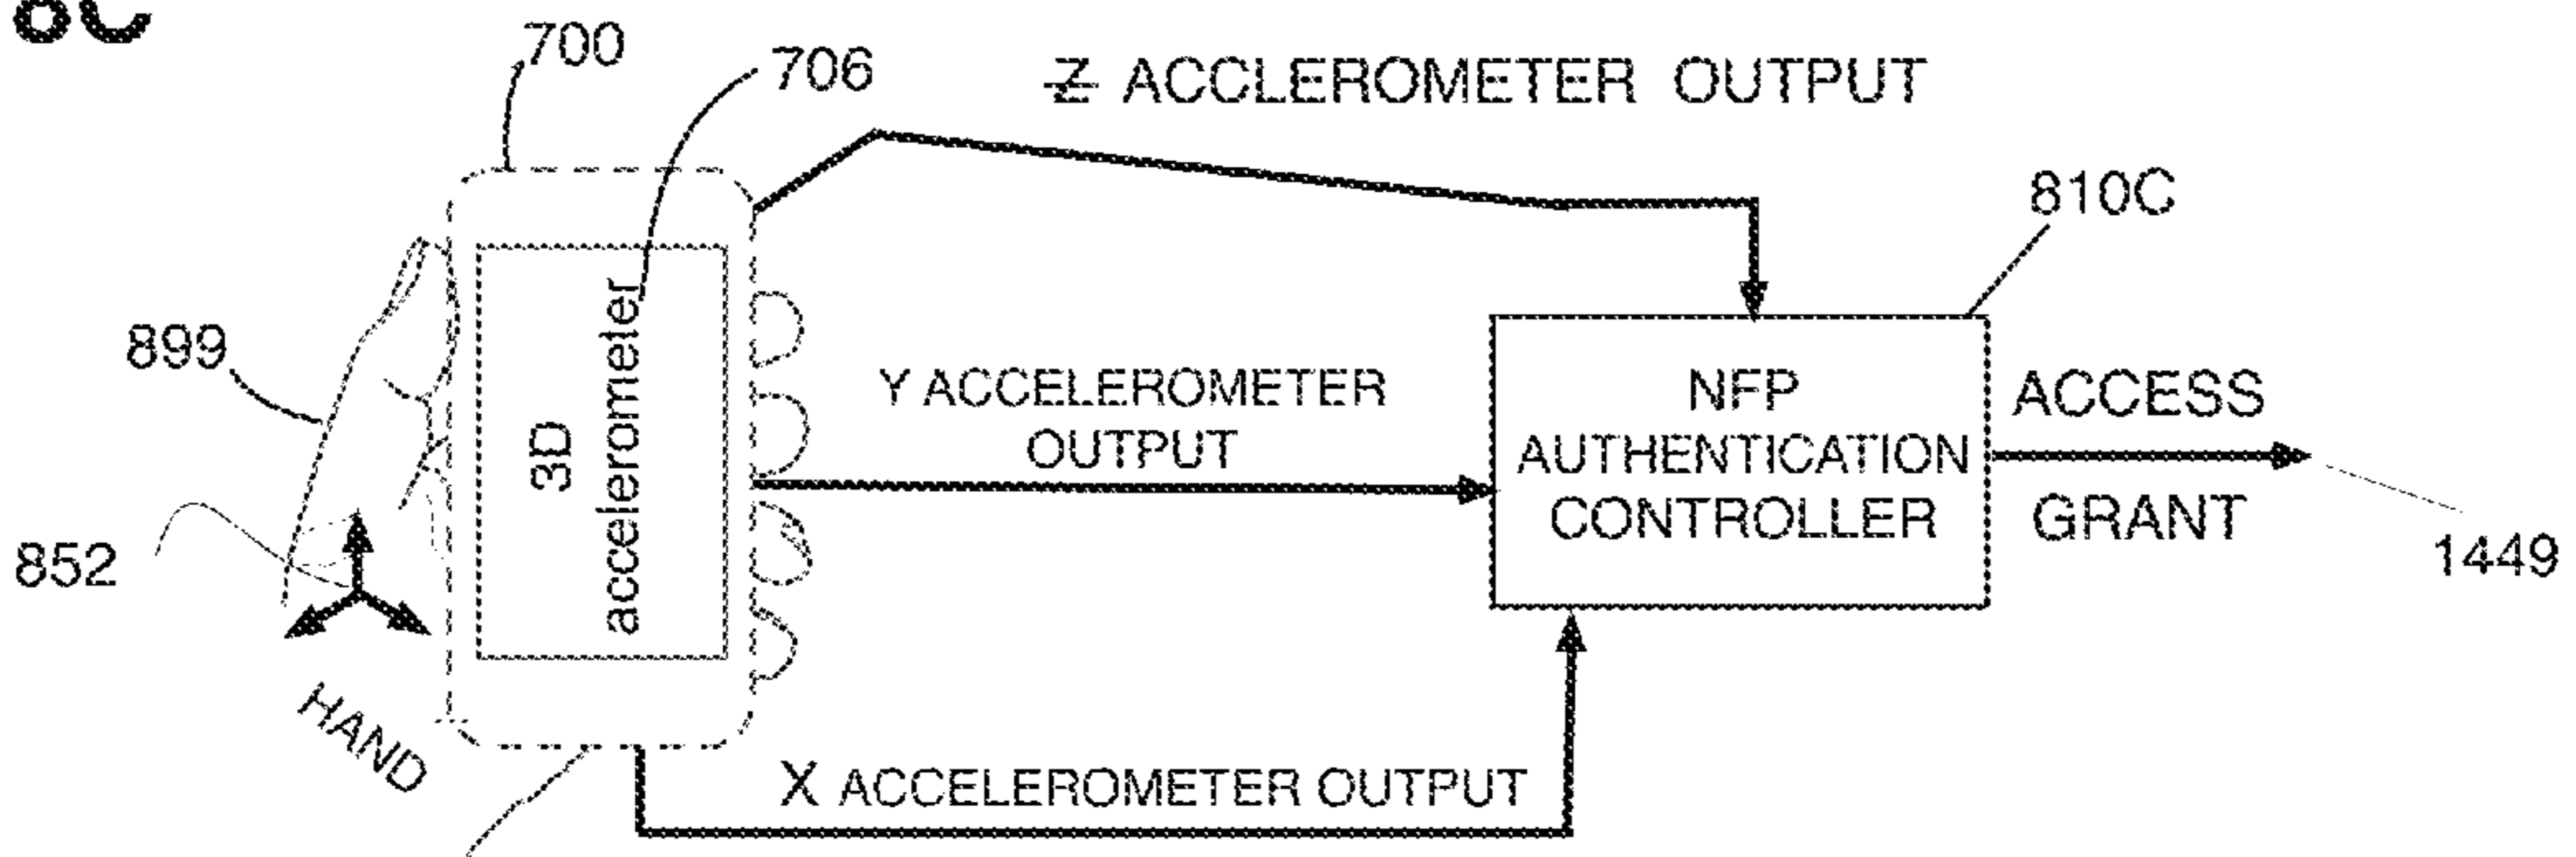 8C
700
706
Z ACCLEROMETER OUTPUT
810C
899
3D
accelerometer
Y ACCELEROMETER
OUTPUT
NFP
AUTHENTICATION
CONTROLLER
ACCESS
GRANT
852
1449
HAND
X ACCELEROMETER OUTPUT